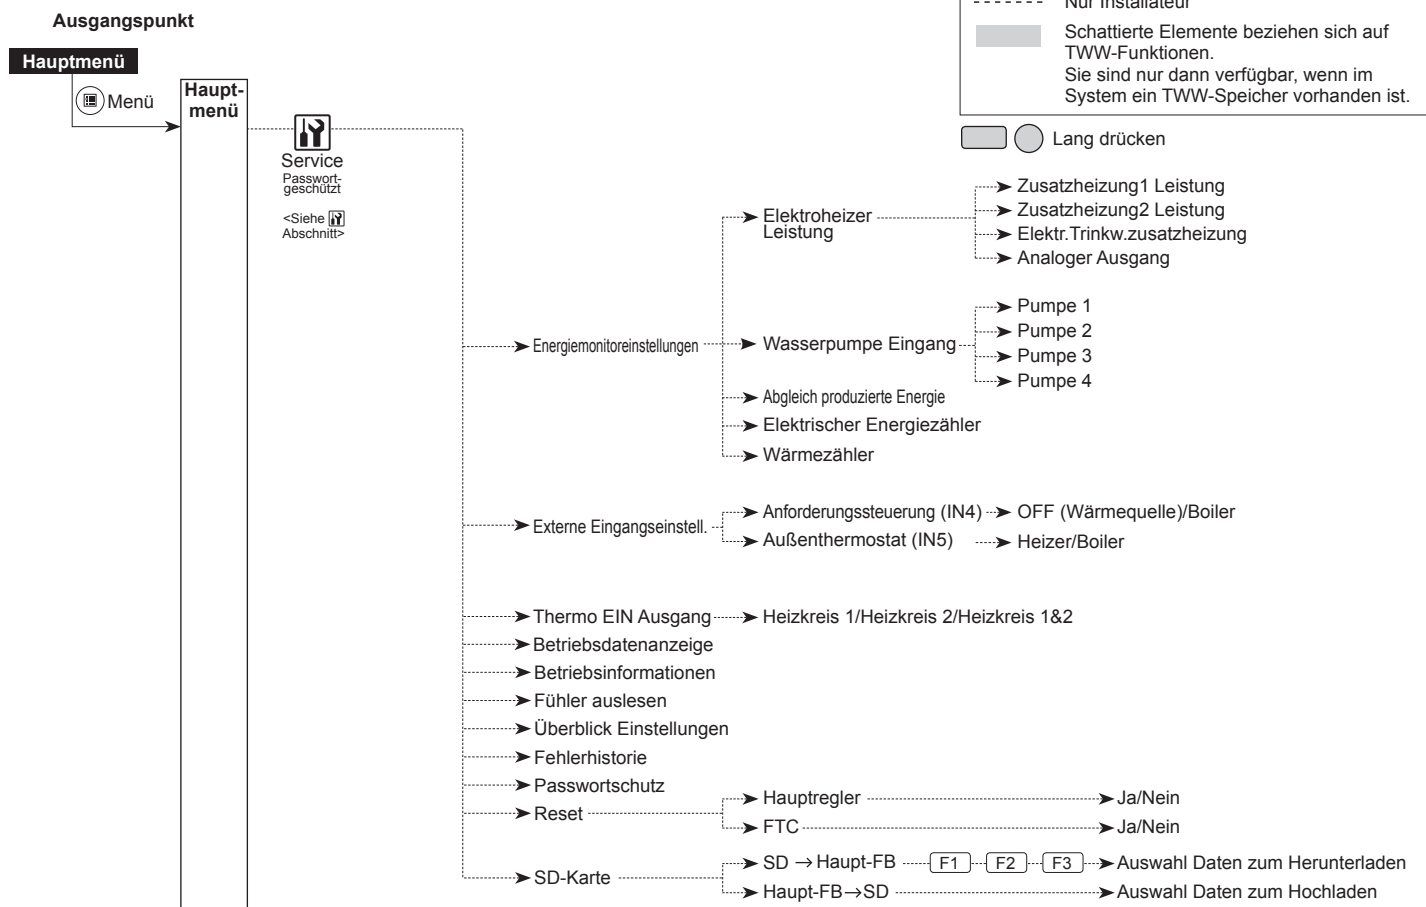 Nur Installateur
Ausgangspunkt
Schattierte Elemente beziehen sich auf
TWW-Funktionen.
Sie sind nur dann verfügbar, wenn im
System ein TWW-Speicher vorhanden ist.
Hauptmenü
Menü
Haupt-
menü
Lang drücken
Service
Passwort-
geschützt
<Siehe
Abschnitt>
Elektroheizer
Leistung
Zusatzheizung1 Leistung
Zusatzheizung2 Leistung
Elektr.Trinkw.zusatzheizung
Analoger Ausgang
Energiemonitoreinstellungen
Wasserpumpe Eingang
Pumpe 1
Pumpe 2
Pumpe 3
Pumpe 4
Abgleich produzierte Energie
Elektrischer Energiezähler
Wärmezähler
Externe Eingangseinstell.
Anforderungssteuerung (IN4)
OFF (Wärmequelle)/Boiler
Außenthermostat (IN5)
Heizer/Boiler
Thermo EIN Ausgang
Heizkreis 1/Heizkreis 2/Heizkreis 1&2
Betriebsdatenanzeige
Betriebsinformationen
Fühler auslesen
Überblick Einstellungen
Fehlerhistorie
Passwortschutz
Reset
Hauptregler
Ja/Nein
FTC
Ja/Nein
SD-Karte
SD → Haupt-FB
F1
F2
F3
Auswahl Daten zum Herunterladen
Haupt-FB→SD
Auswahl Daten zum Hochladen